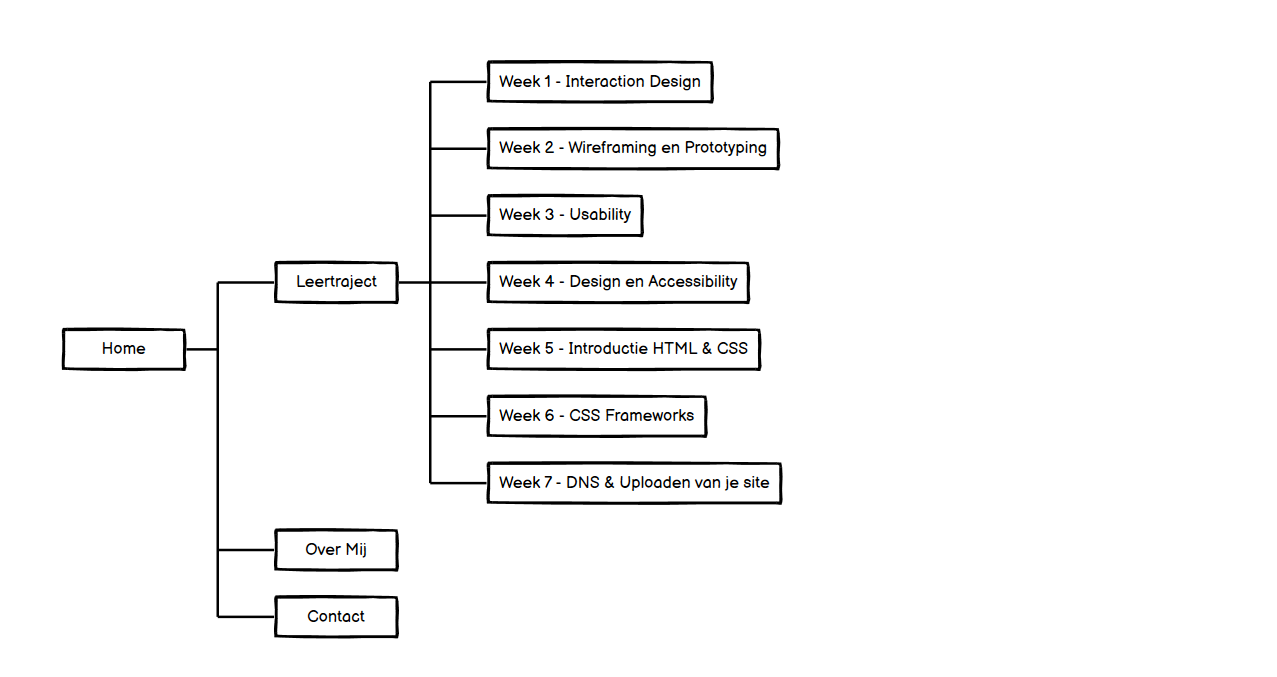 Home
Leertraject
Week 1 - Interaction Design
Week 2 - Wireframing en Prototyping
Week 3 - Usability
Week 4 - Design en Accessibility
Week 5 - Introductie HTML & CSS
Week 6 - CSS Frameworks
Week 7 - DNS & Uploaden van je site
Over Mij
Contact